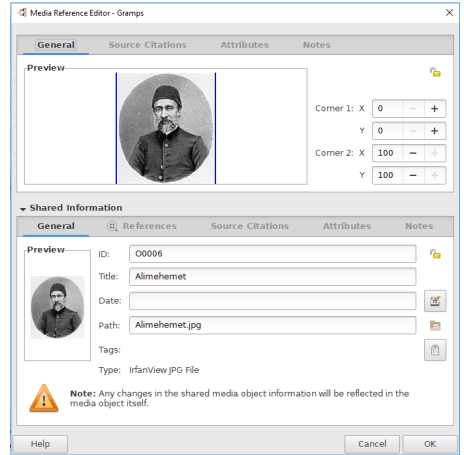 Media Reference Editor - Gramps
General Source Citations Attributes Notes
Preview
Corner 1: X 0
Y 0
Corner 2: X 100
Y 100
Shared Information
General References Source Citations Attributes Notes
Preview
ID: O0006
Title: Alimehemet
Date:
Path: Alimehemet.jpg
Tags:
Type: IrfanView JPG File
Note: Any changes in the shared media object information will be reflected in the
media object itself.
Help Cancel OK